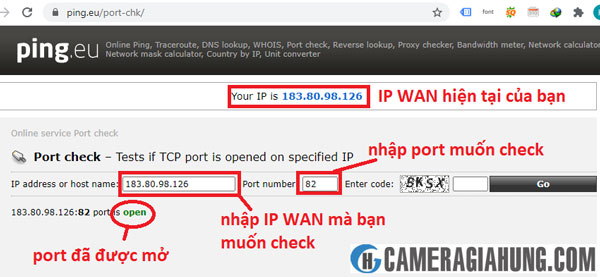 ping.eu/port-chk/
font
ping.eu
Online Ping, Traceroute, DNS lookup, WHOIS, Port check, Reverse lookup, Proxy checker, Bandwidth meter, Network calculator
Network mask calculator, Country by IP, Unit converter
Your IP is 183.80.98.126
IP WAN hiện tại của bạn
Online service Port check
nhập port muốn check
Port check – Tests if TCP port is opened on specified IP
IP address or host name: 183.80.98.126 Port number: 82 Enter code: BKSX Go
183.80.98.126:82 port is open
nhập IP WAN mà bạn
muốn check
port đã được mở
CAMERAGIAHUNG.COM